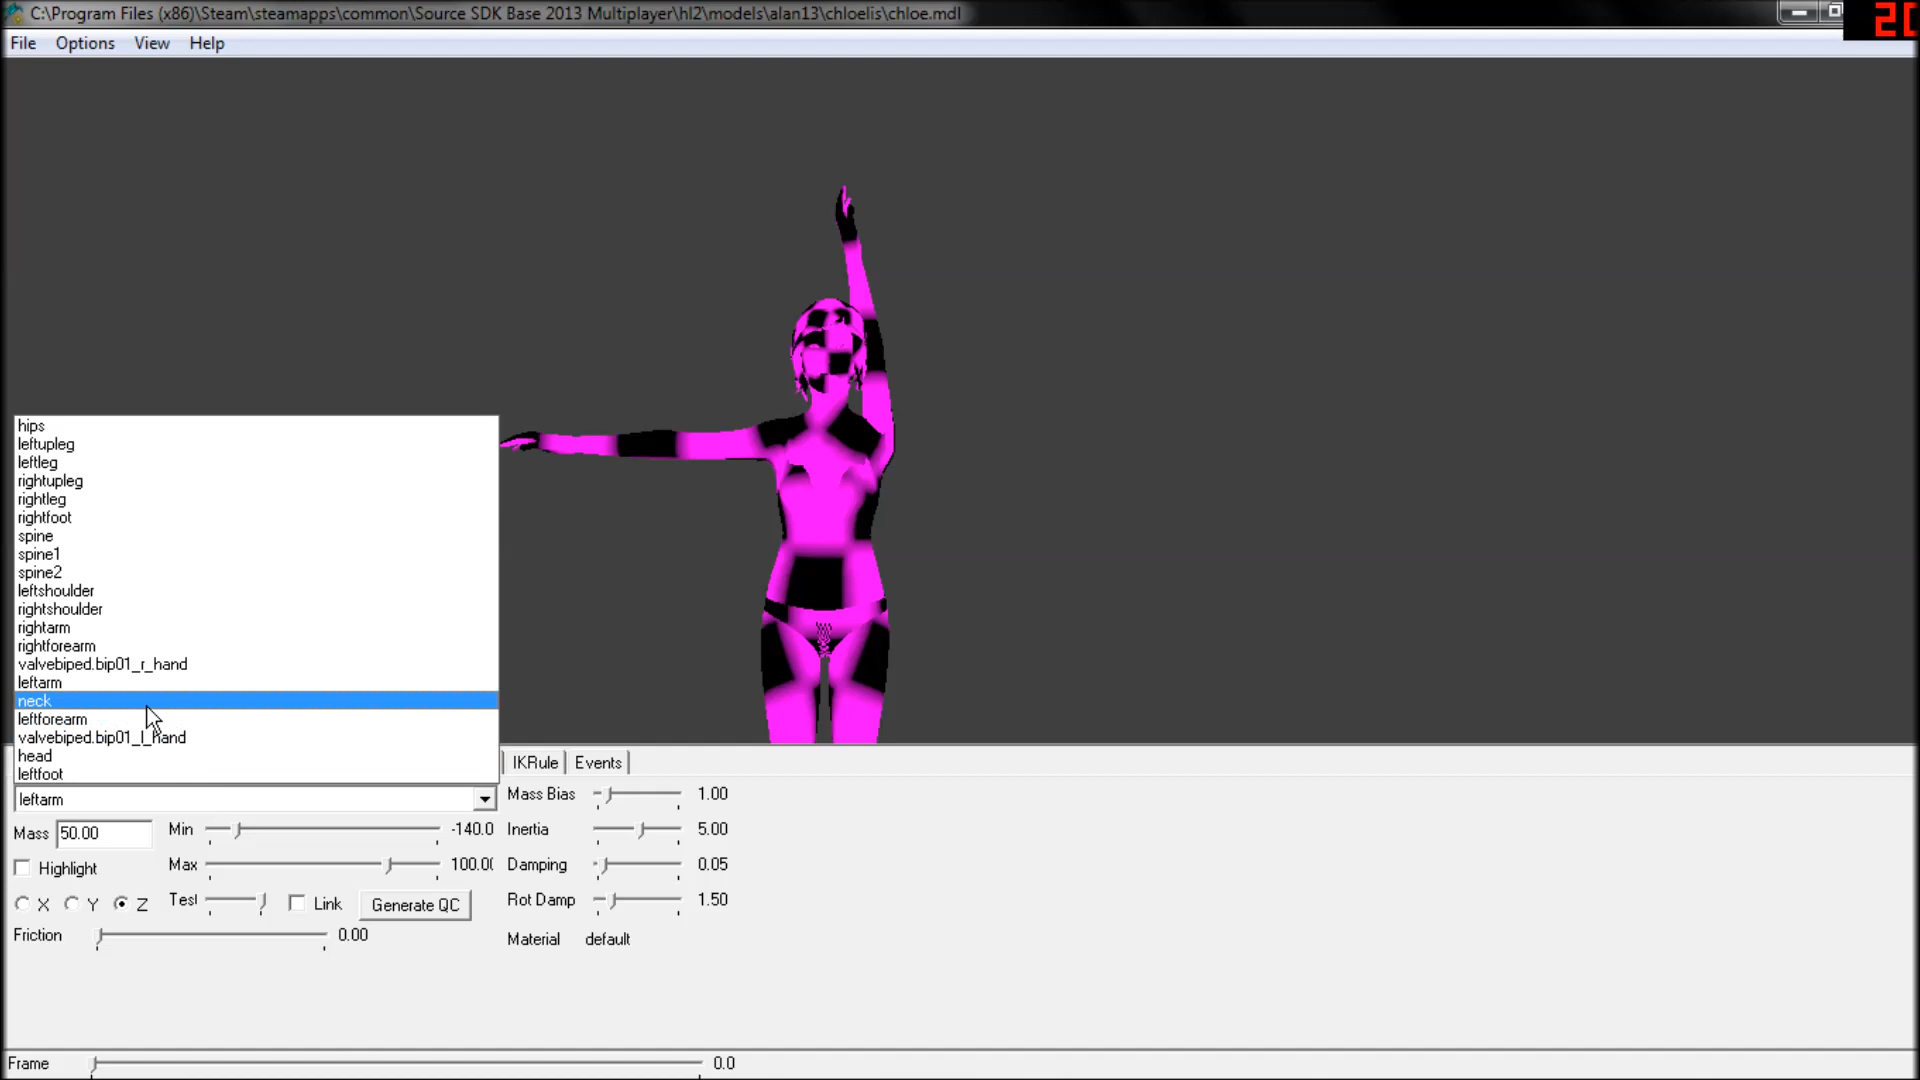 C:\Program Files (x86)\Steam\steamapps\common\Source SDK Base 2013 Multiplayer\hl2\models\alan13\chloelis\chloe.mdl
20
File Options View Help
hips
leftupleg
leftleg
rightupleg
rightleg
rightfoot
spine
spine1
spine2
leftshoulder
rightshoulder
rightarm
rightforearm
valvebiped.bip01_r_hand
leftarm
neck
leftforearm
valvebiped.bip01_l_hand
head
leftfoot
IKRule Events
leftarm
Mass Bias 1.00
Mass 50.00 Min -140.0 Inertia 5.00
Highlight Max 100.00 Damping 0.05
X Y Z Test Link Generate QC Rot Damp 1.50
Friction 0.00 Material default
Frame 0.0